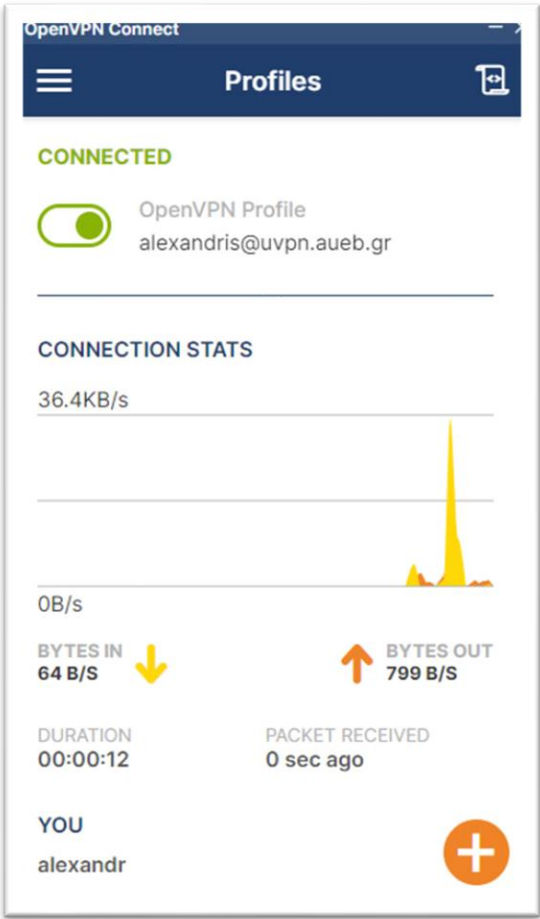 OpenVPN Connect
Profiles
CONNECTED
OpenVPN Profile
alexandris@uvpn.aueb.gr
CONNECTION STATS
36.4KB/s
0B/s
BYTES IN
64 B/S
BYTES OUT
799 B/S
DURATION
00:00:12
PACKET RECEIVED
0 sec ago
YOU
alexandr